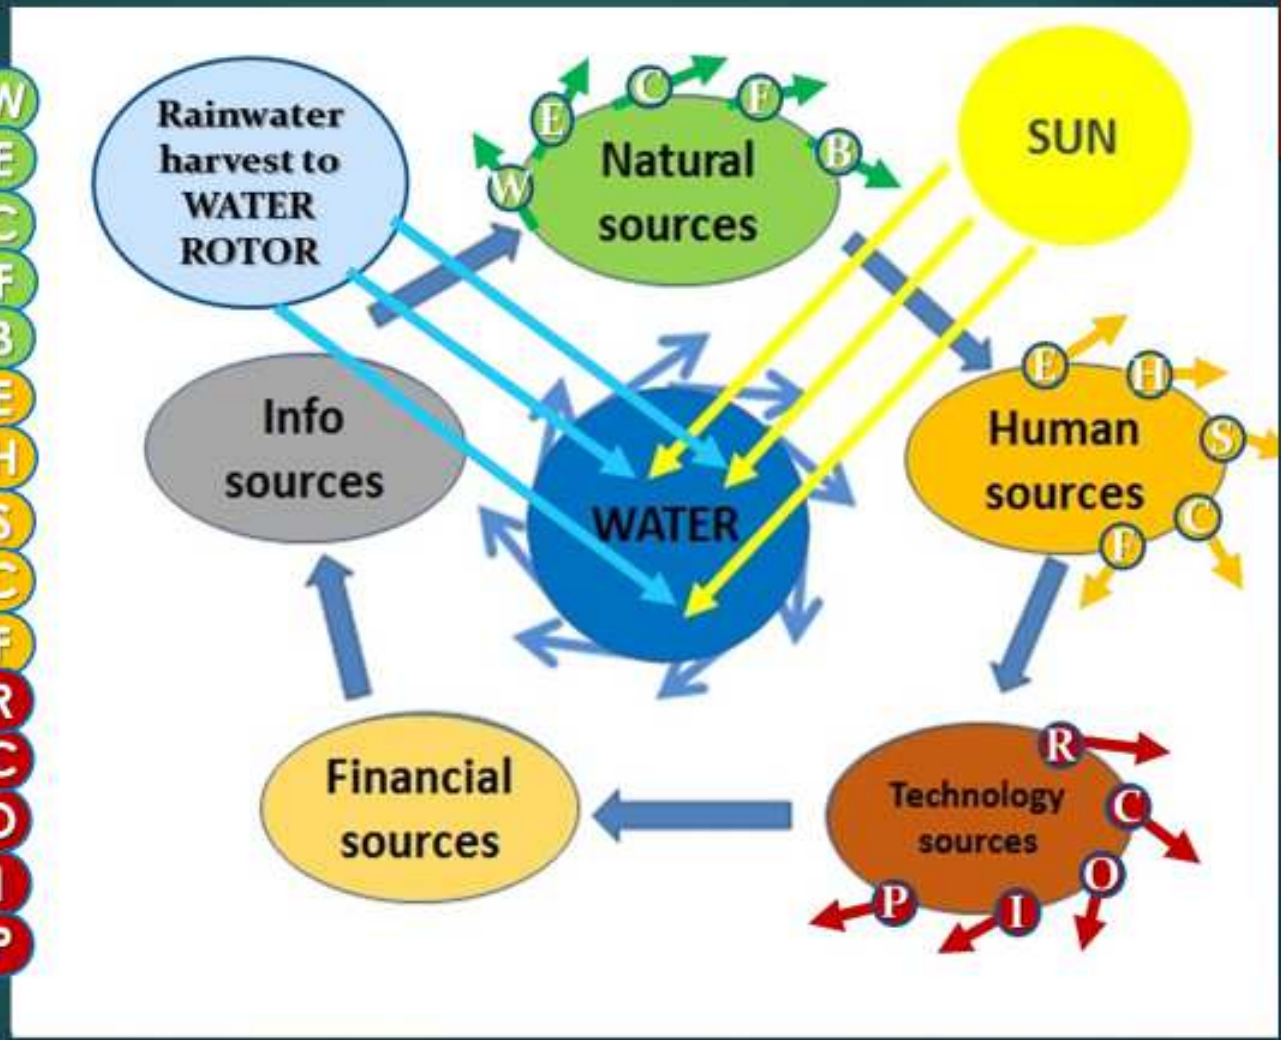 Rainwater
harvest to
WATER
ROTOR
W
E
C
F
B
Natural
sources
SUN
E
H
S
C
F
Human
sources
Info
sources
WATER
Financial
sources
R
C
O
I
P
Technology
sources
W
E
C
F
B
E
H
S
C
F
R
C
O
I
P